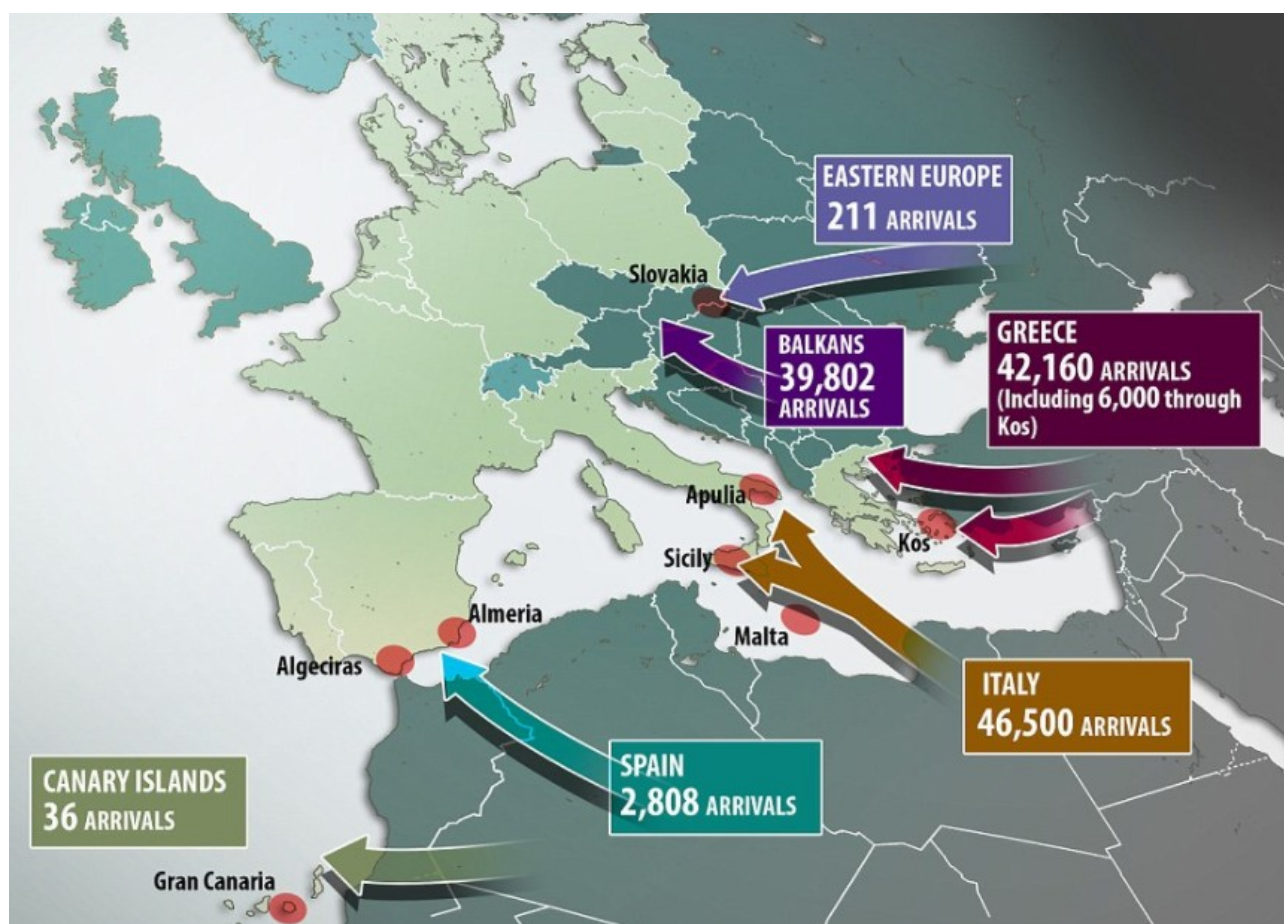 EASTERN EUROPE
211 ARRIVALS
Slovakia
BALKANS
39,802
ARRIVALS
GREECE
42,160 ARRIVALS
(Including 6,000 through
Kos)
Apulia
Kos
Sicily
Malta
Almeria
Algeciras
ITALY
46,500 ARRIVALS
SPAIN
2,808 ARRIVALS
CANARY ISLANDS
36 ARRIVALS
Gran Canaria